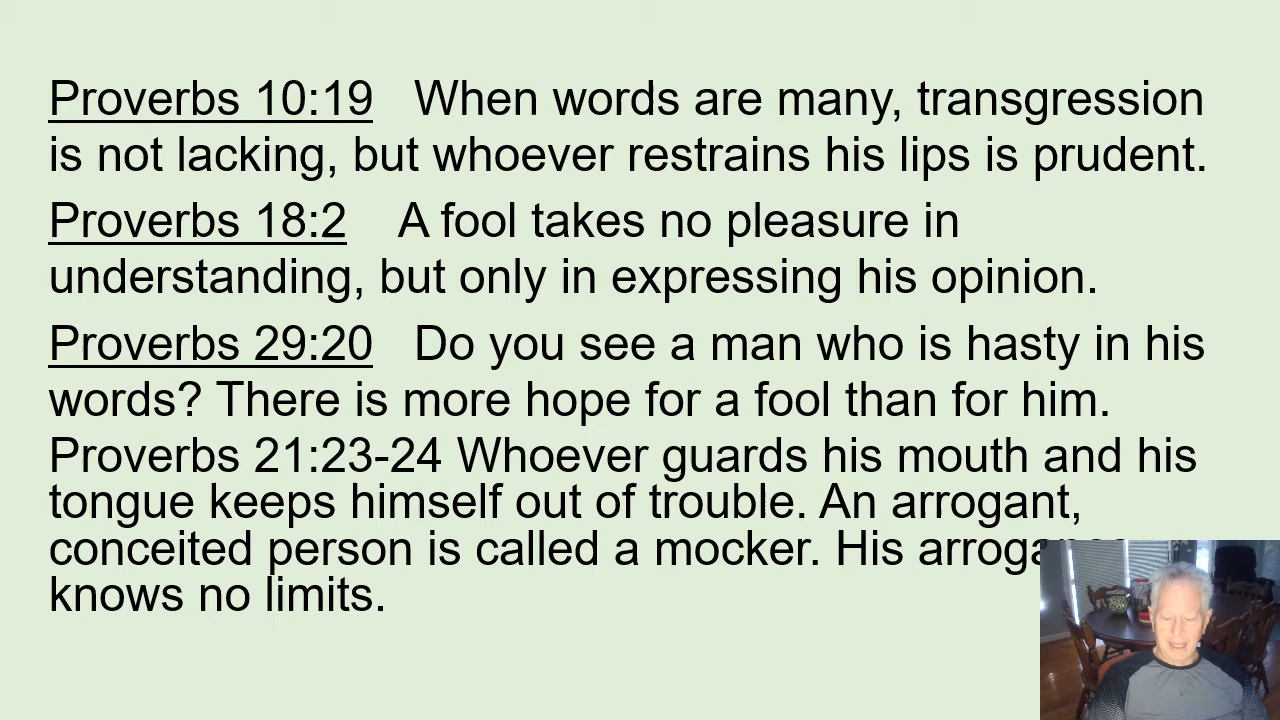 Proverbs 10:19 When words are many, transgression
is not lacking, but whoever restrains his lips is prudent.
Proverbs 18:2 A fool takes no pleasure in
understanding, but only in expressing his opinion.
Proverbs 29:20 Do you see a man who is hasty in his
words? There is more hope for a fool than for him.
Proverbs 21:23-24 Whoever guards his mouth and his
tongue keeps himself out of trouble. An arrogant,
conceited person is called a mocker. His arrogance
knows no limits.